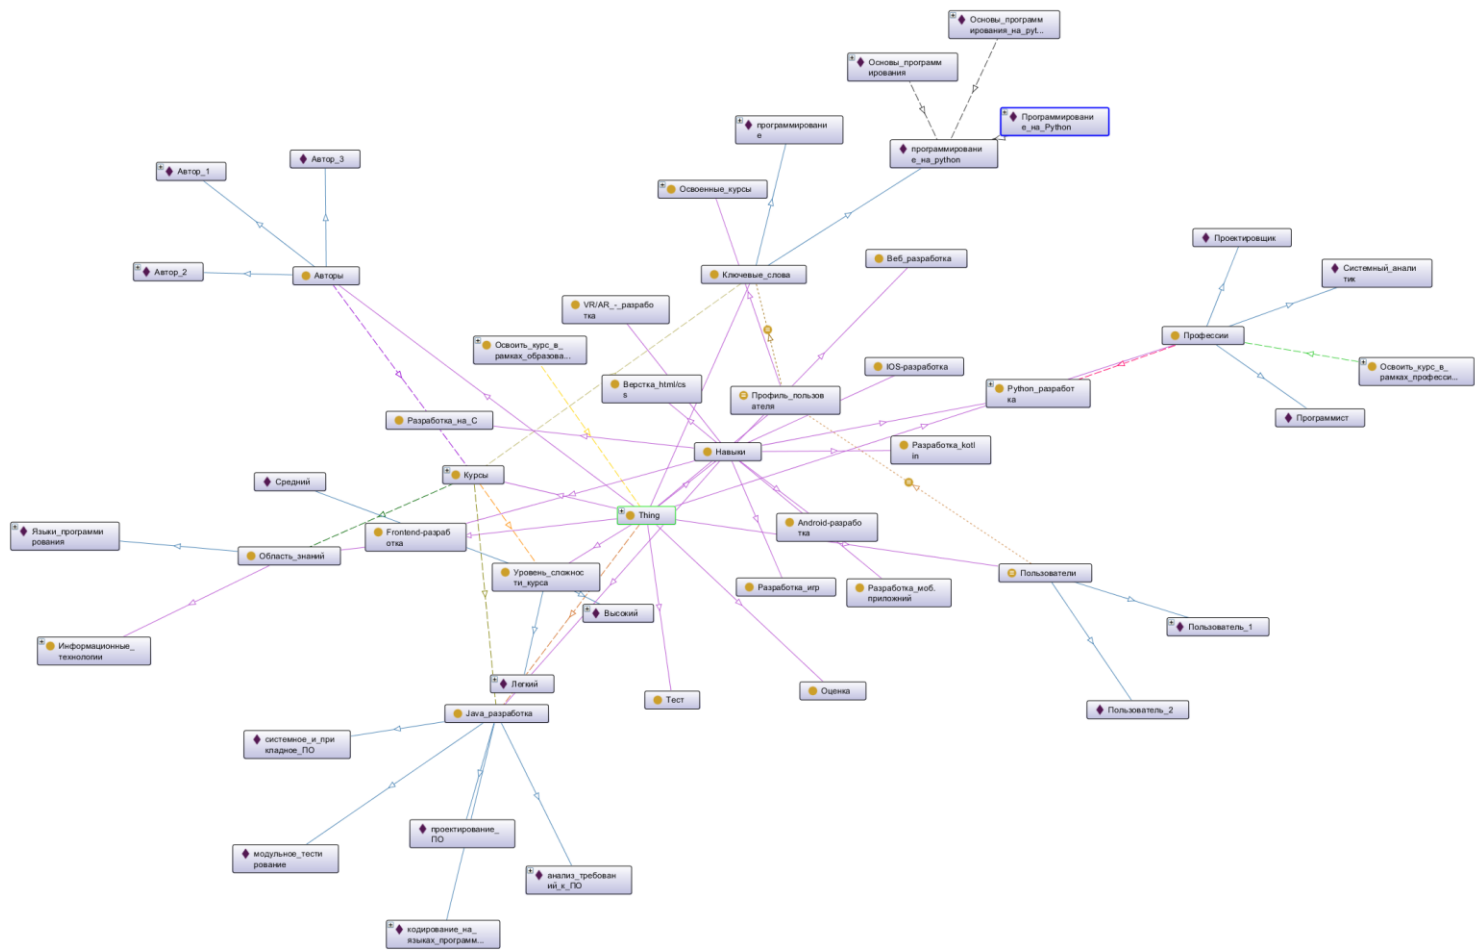 Основы_программ
ирования_на_pyt...
Основы_программ
ирования
Программировани
е_на_Python
программировани
е
программировани
е_на_python
Автор_3
Автор_1
Освоенные_курсы
Автор_2
Авторы
Ключевые_слова
Веб_разработка
Проектировщик
Системный_анали
тик
VR/AR_-_разрабо
тка
Профессии
Освоить_курс_в_
рамках_образова...
IOS-разработка
Освоить_курс_в_
рамках_професси...
Верстка_html/cs
s
Профиль_пользов
ателя
Python_разработ
ка
Разработка_на_С
Программист
Навыки
Разработка_kotl
in
Курсы
Средний
Thing
Android-разрабо
тка
Языки_программи
рования
Frontend-разраб
отка
Область_знаний
Уровень_сложнос
ти_курса
Пользователи
Разработка_игр
Разработка_моб.
приложний
Высокий
Пользователь_1
Информационные_
технологии
Легкий
Тест
Оценка
Java_разработка
Пользователь_2
системное_и_при
кладное_ПО
проектирование_
ПО
модульное_тести
рование
анализ_требован
ий_к_ПО
кодирование_на_
языках_программ...